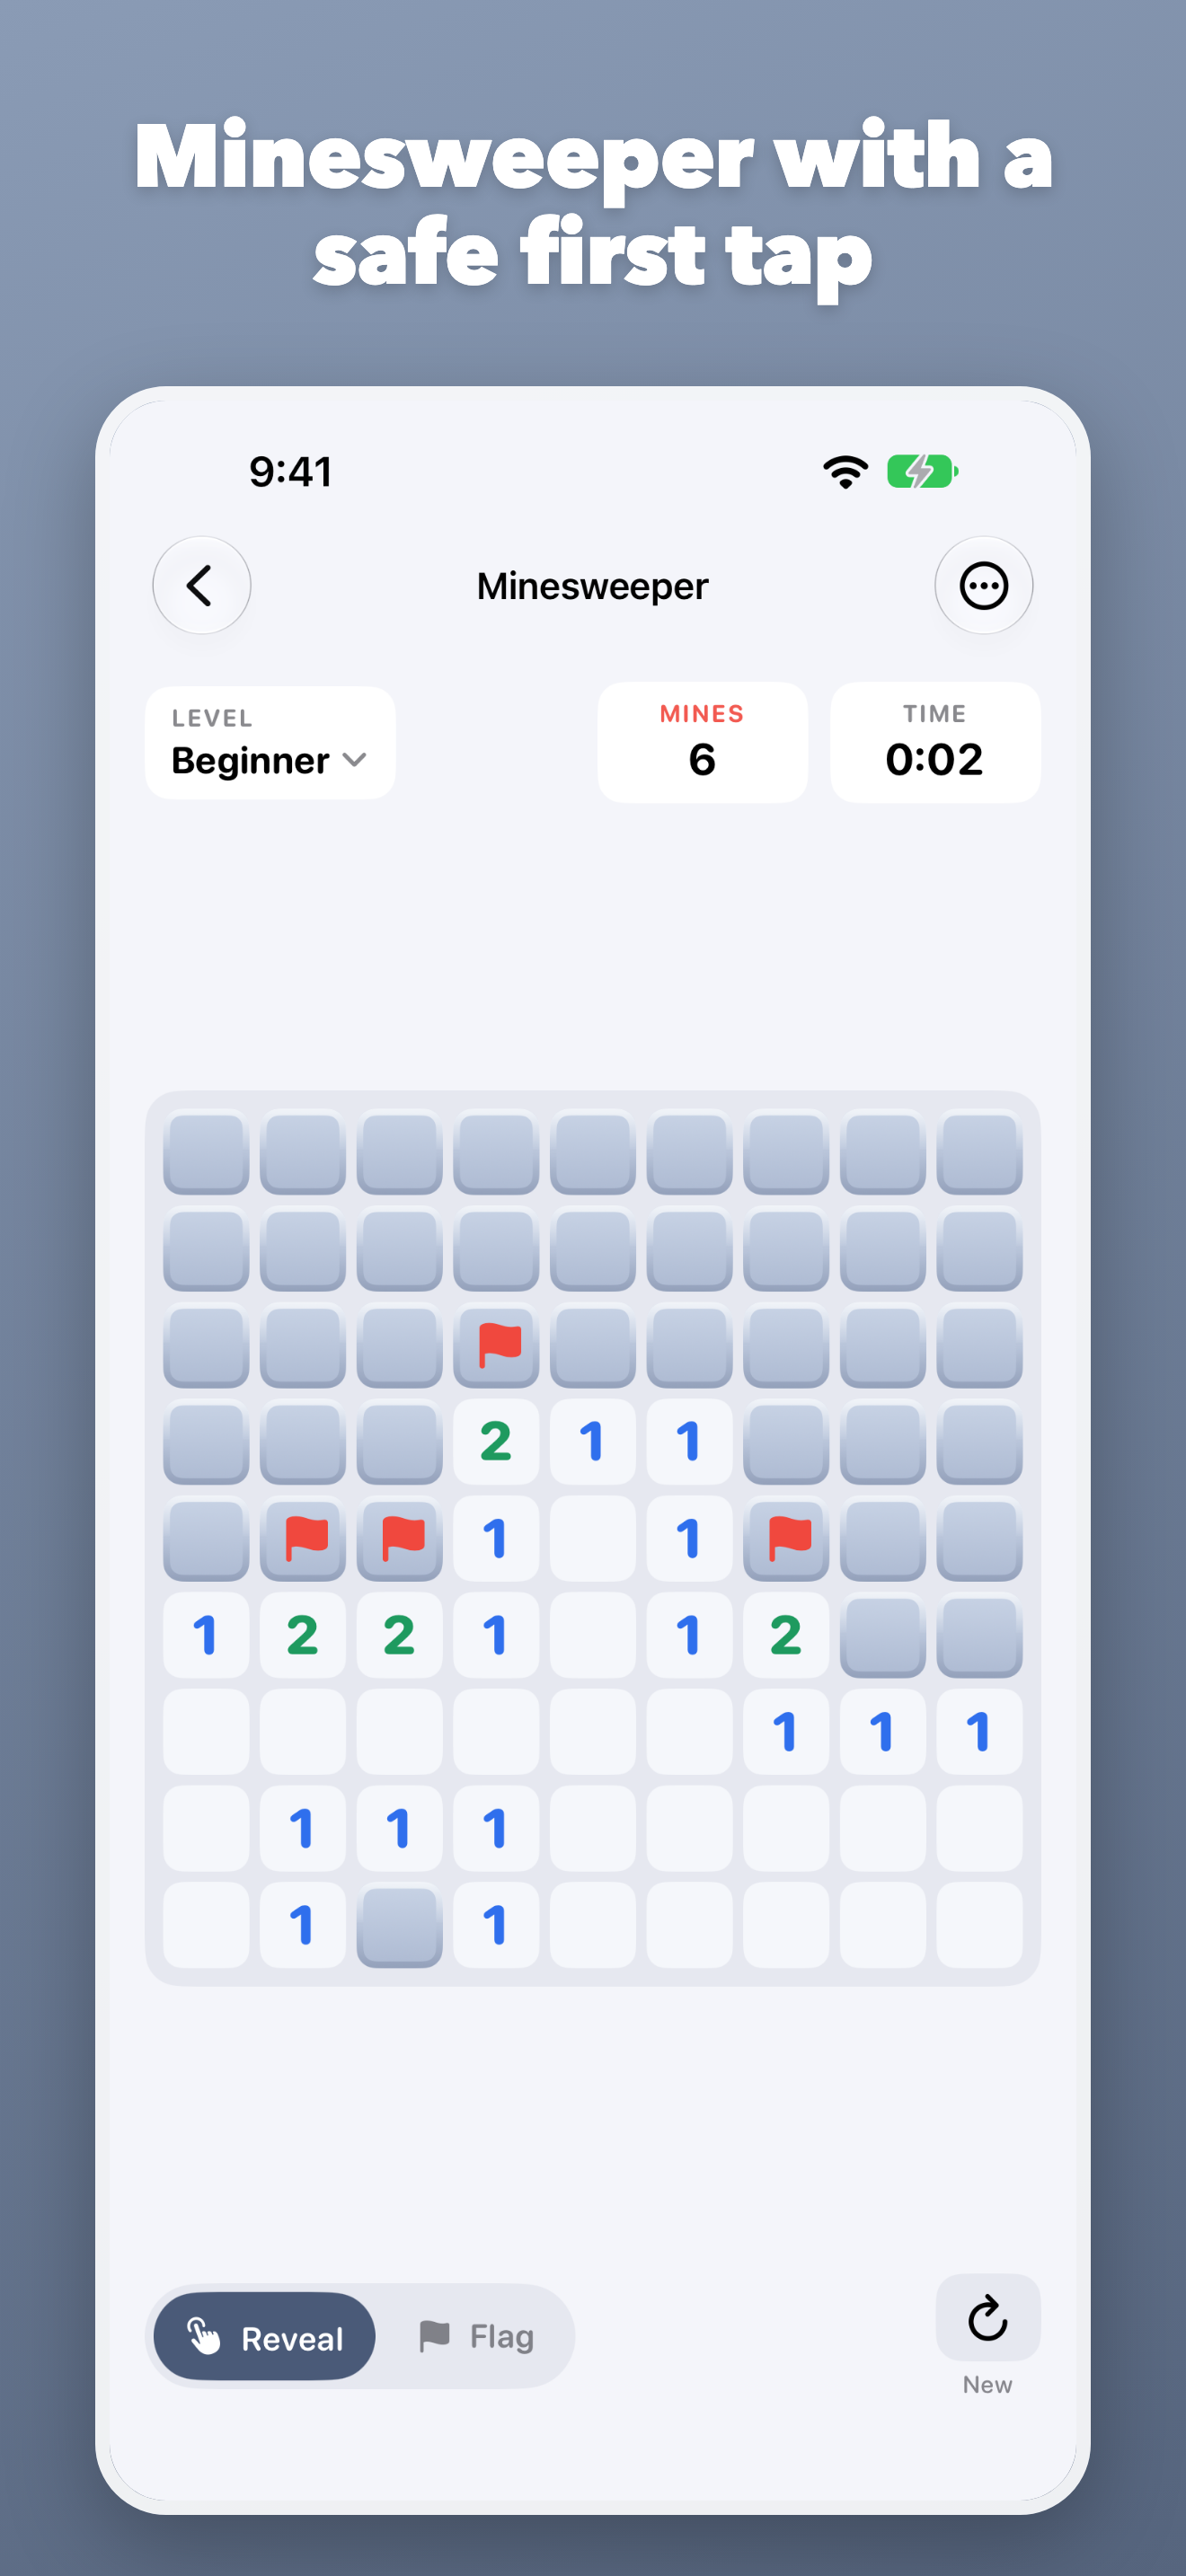 Minesweeper with a
safe first tap
9:41
Minesweeper
LEVEL
Beginner
MINES
6
TIME
0:02
2 1 1
1 1
1 2 2 1 1 2
1 1 1
1 1 1
1 1
Reveal
Flag
New